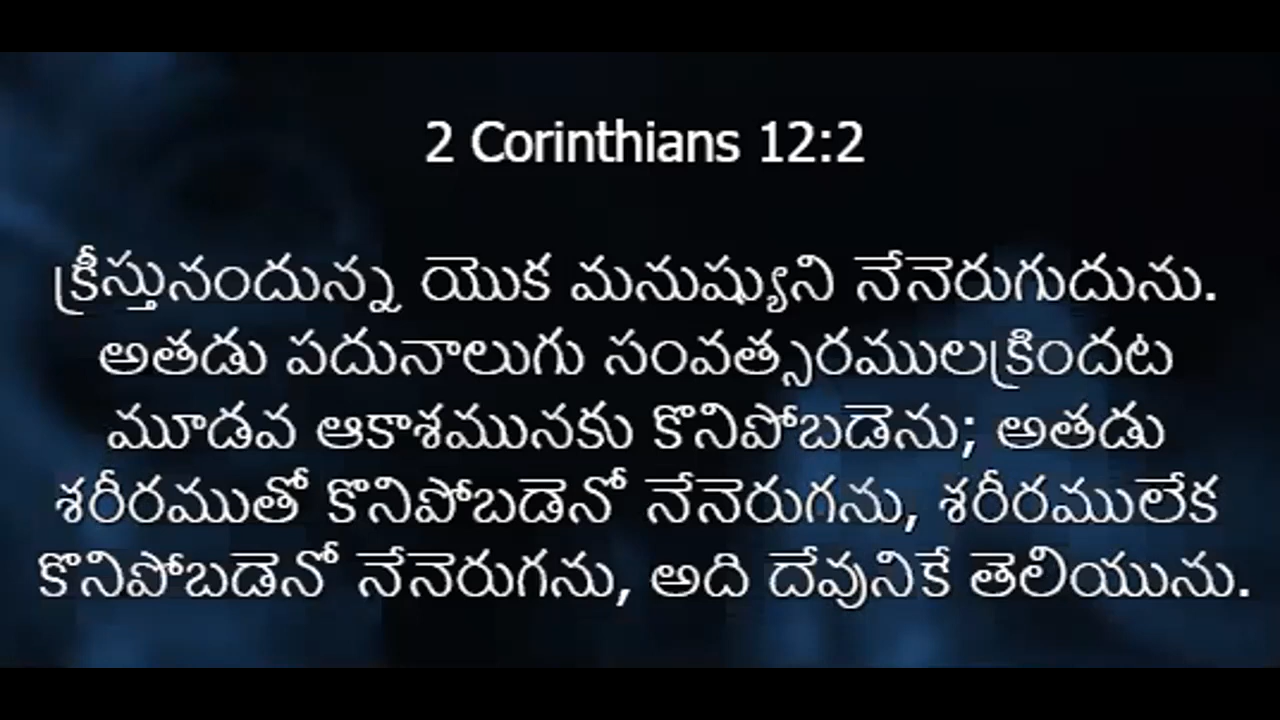 2 Corinthians 12:2
క్రీస్తునందున్న యొక మనుష్యుని నేనెరుగుదును.
అతడు పదునాలుగు సంవత్సరములక్రిందట
మూడవ ఆకాశమునకు కొనిపోబడెను; అతడు
శరీరముతో కొనిపోబడెనో నేనెరుగను, శరీరములేక
కొనిపోబడెనో నేనెరుగను, అది దేవునికే తెలియును.